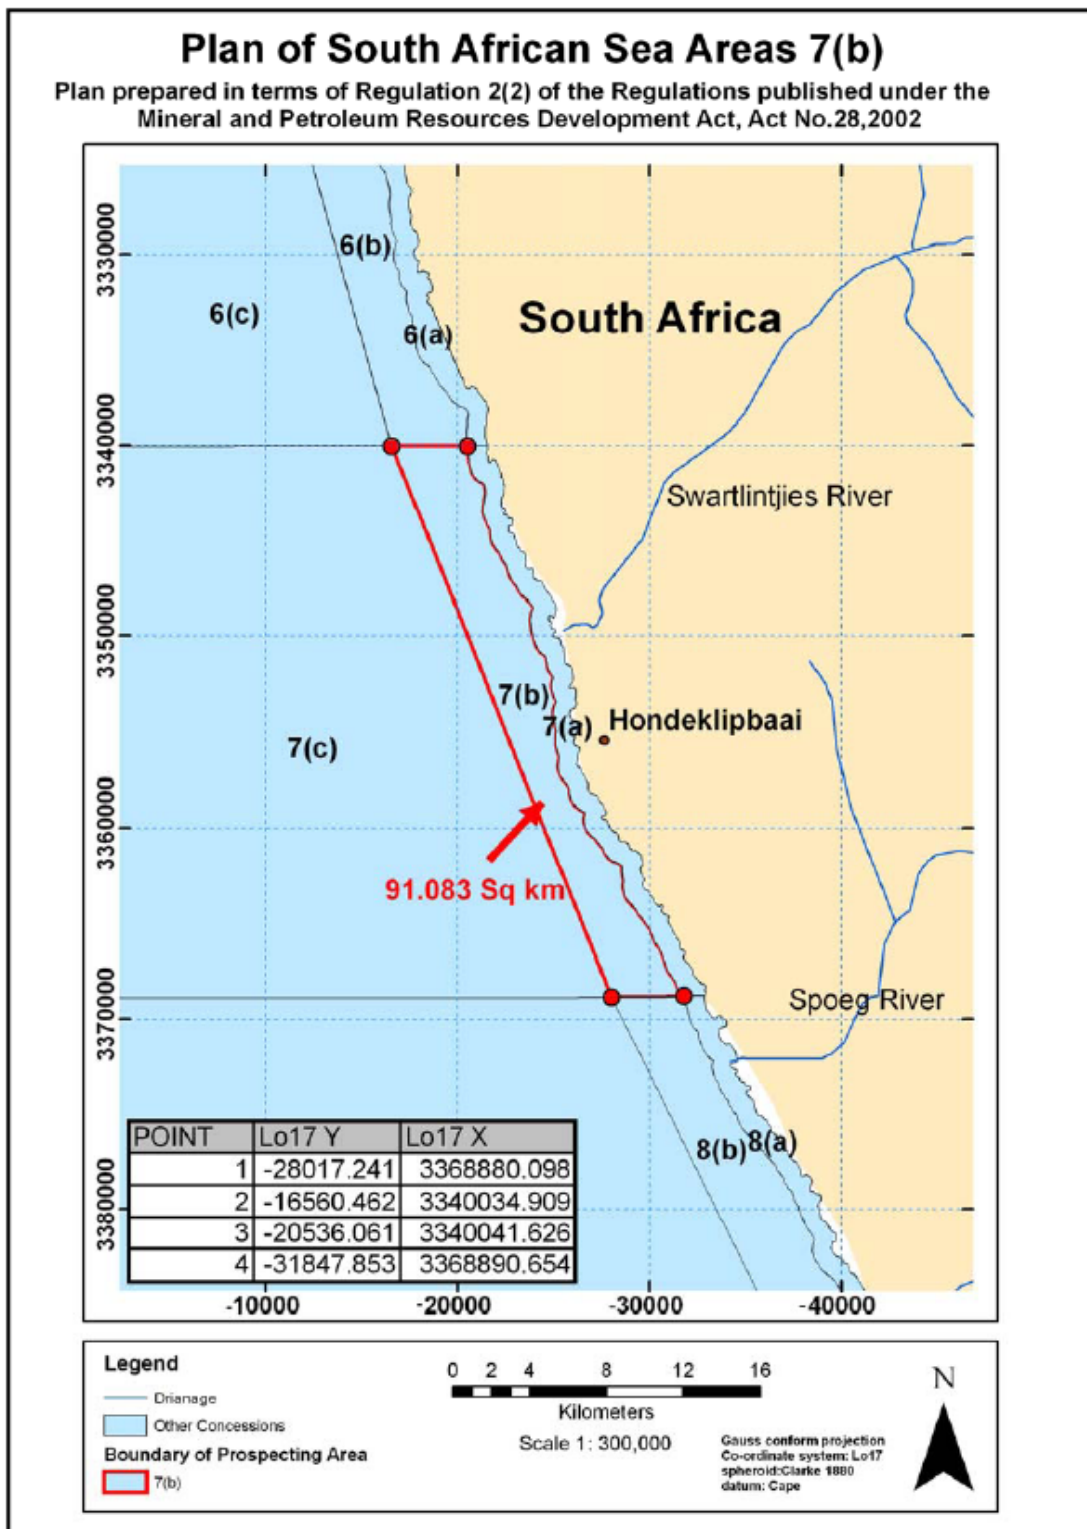 Plan of South African Sea Areas 7(b)
Plan prepared in terms of Regulation 2(2) of the Regulations published under the
Mineral and Petroleum Resources Development Act, Act No.28,2002
3330000
3340000
3350000
3360000
3370000
3380000
6(b)
6(c)
6(a)
South Africa
Swartlintjies River
7(b)
7(a)
Hondeklipbaai
7(c)
91.083 Sq km
Spoeg River
8(b)
8(a)
POINT Lo17 Y Lo17 X
1 -28017.241 3368880.098
2 -16560.462 3340034.909
3 -20536.061 3340041.626
4 -31847.853 3368890.654
-10000 -20000 -30000 -40000
Legend
Drianage
Other Concessions
Boundary of Prospecting Area
7(b)
0 2 4 8 12 16
Kilometers
Scale 1: 300,000
Gauss conform projection
Co-ordinate system: Lo17
spheroid:Clarke 1880
datum: Cape
N